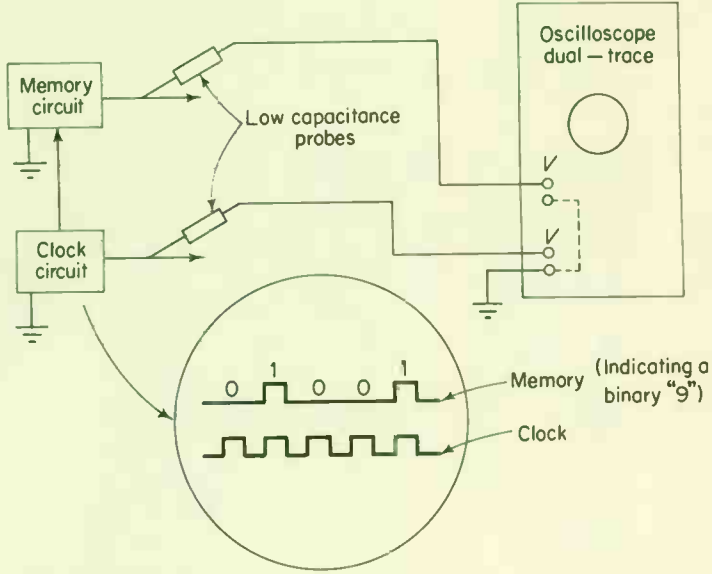 Oscilloscope
dual — trace
Memory
circuit
Low capacitance
probes
V
V
Clock
circuit
0 1 0 0 1
Memory (Indicating a
binary "9")
Clock